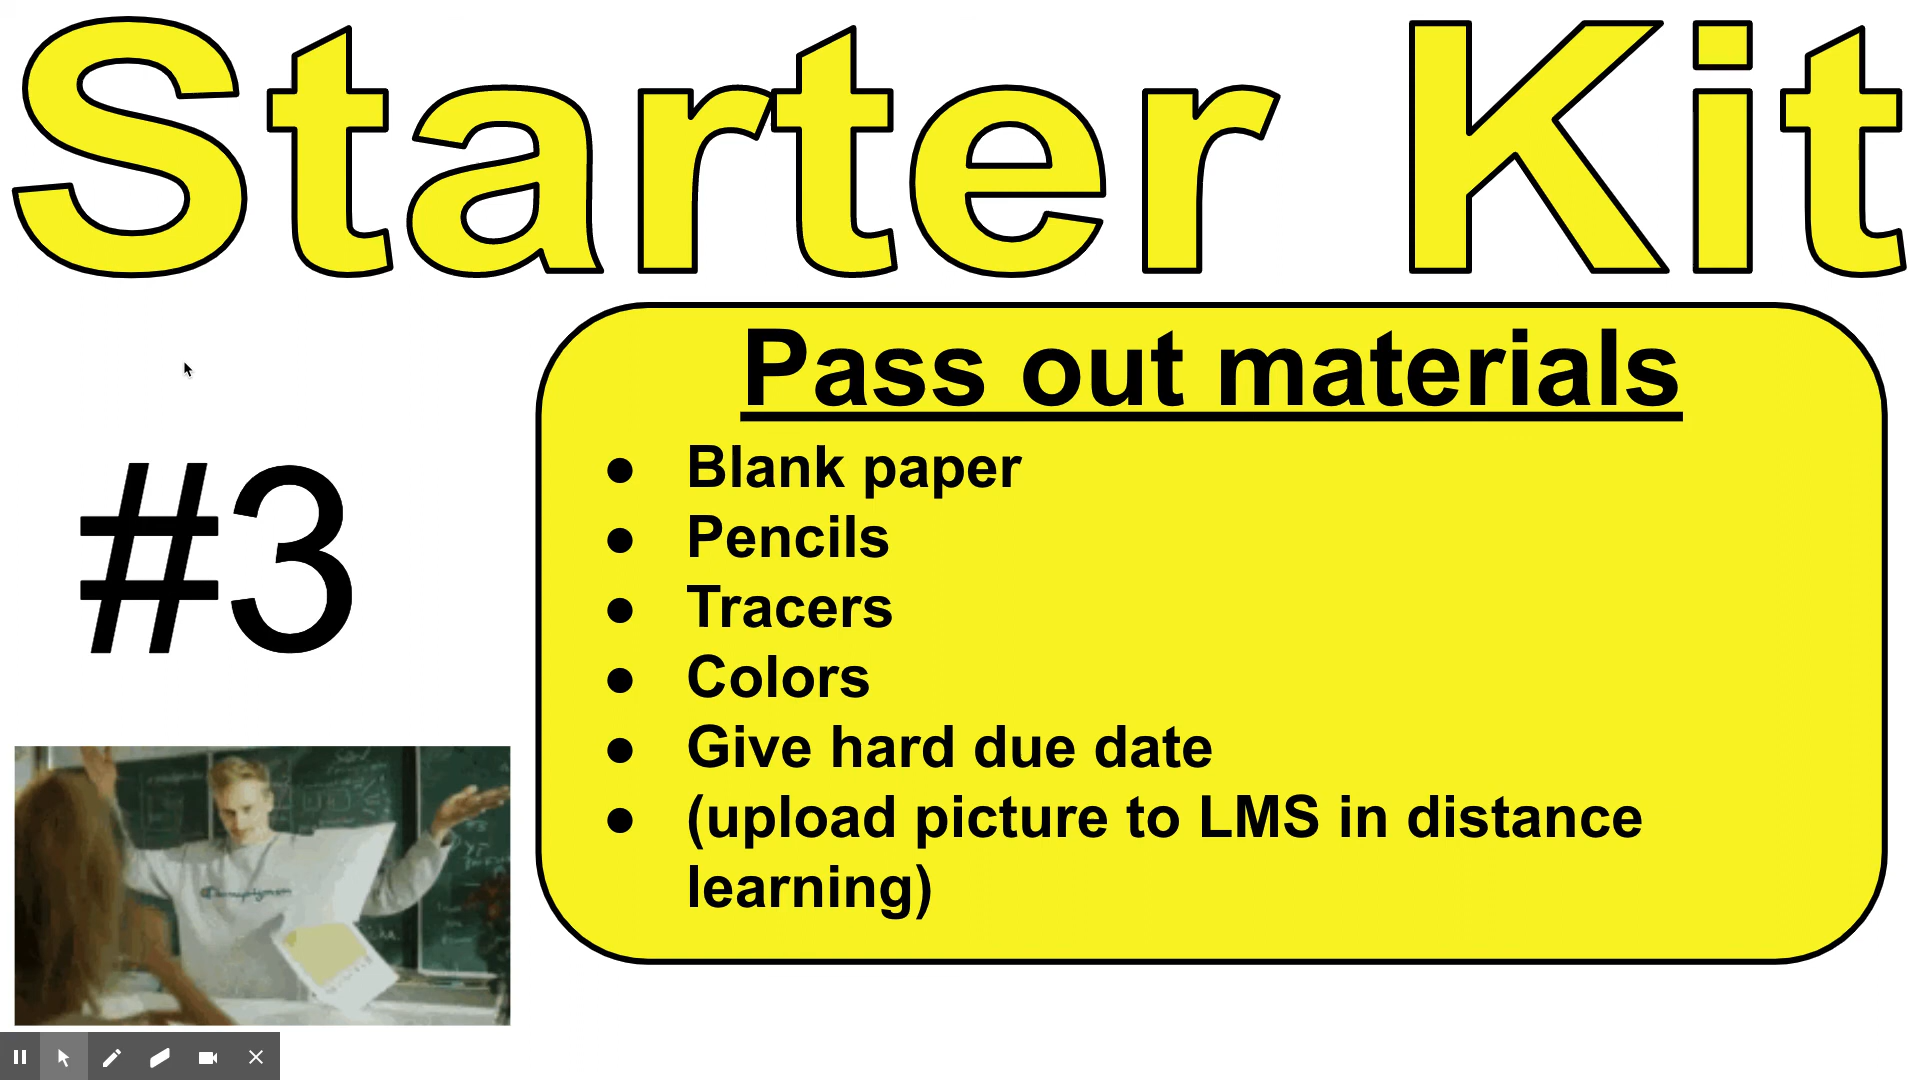 Starter Kit
Pass out materials
#3
● Blank paper
● Pencils
● Tracers
● Colors
● Give hard due date
● (upload picture to LMS in distance
learning)